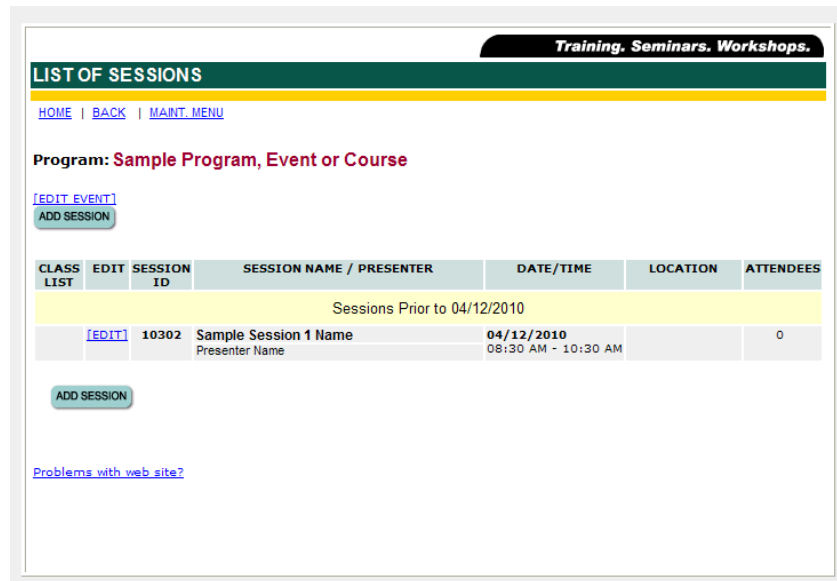 Training. Seminars. Workshops.
LIST OF SESSIONS
HOME | BACK | MAINT. MENU
Program: Sample Program, Event or Course
[EDIT EVENT]
ADD SESSION
CLASS LIST EDIT SESSION ID SESSION NAME / PRESENTER DATE/TIME LOCATION ATTENDEES
Sessions Prior to 04/12/2010
[EDIT] 10302 Sample Session 1 Name 04/12/2010 0
Presenter Name 08:30 AM - 10:30 AM
ADD SESSION
Problems with web site?